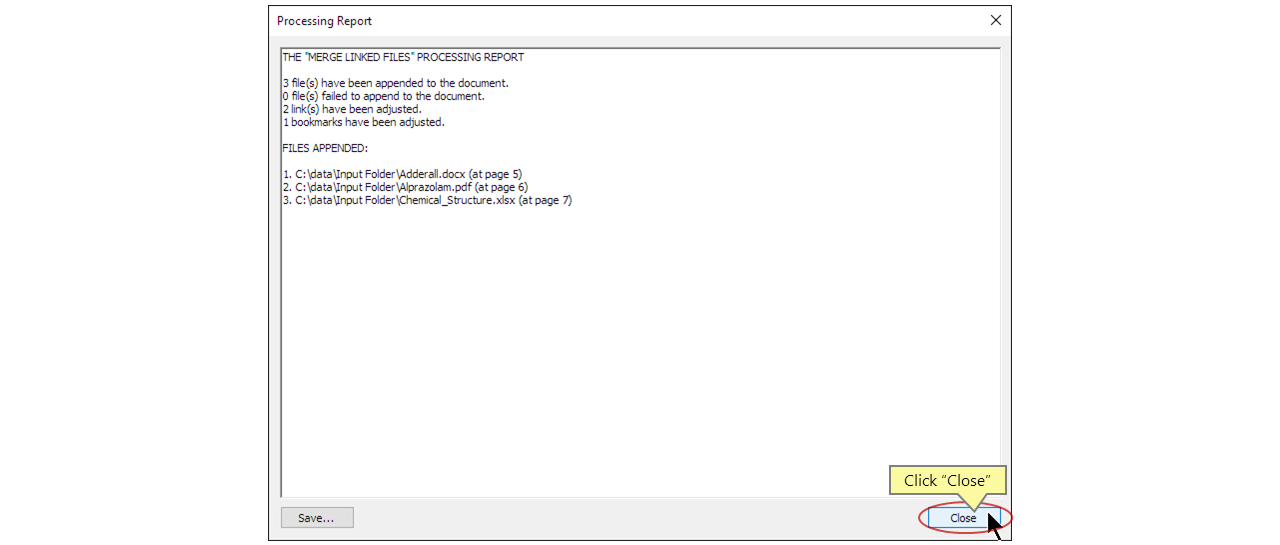 Processing Report
THE "MERGE LINKED FILES" PROCESSING REPORT
3 file(s) have been appended to the document.
0 file(s) failed to append to the document.
2 link(s) have been adjusted.
1 bookmarks have been adjusted.
FILES APPENDED:
1. C:\data\Input Folder\Adderall.docx (at page 5)
2. C:\data\Input Folder\Alprazolam.pdf (at page 6)
3. C:\data\Input Folder\Chemical_Structure.xlsx (at page 7)
Click “Close”
Save...
Close